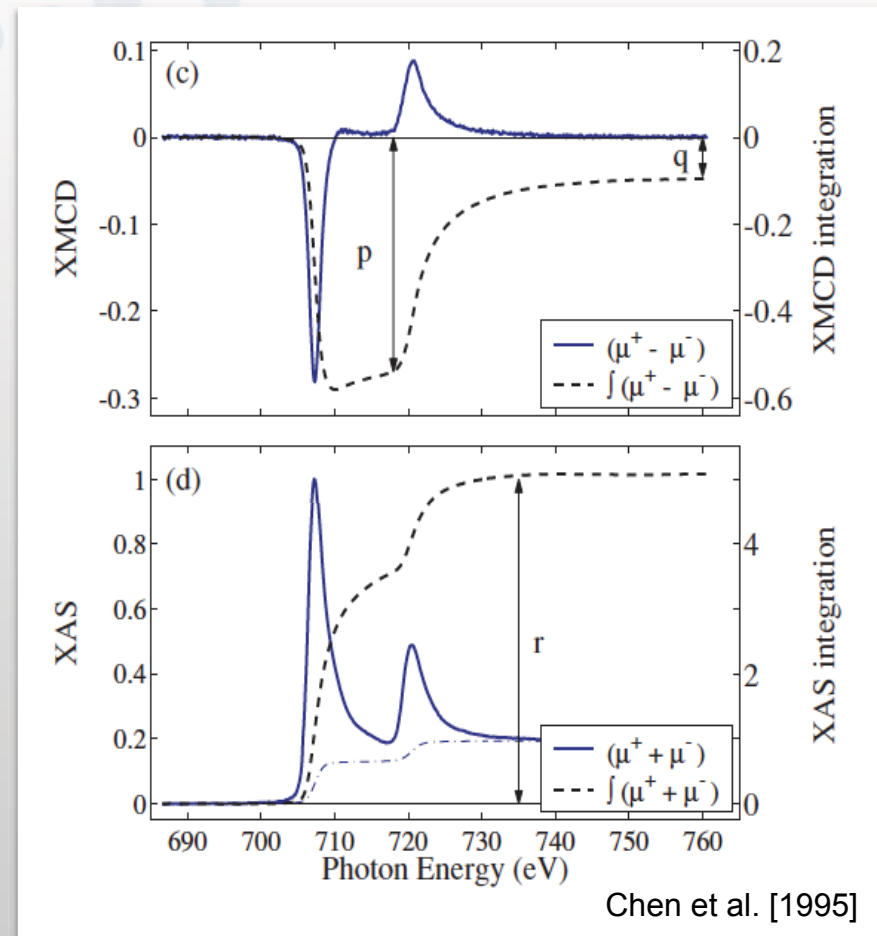 (c)
0.1
0
-0.1
-0.2
-0.3
XMCD
0.2
0
-0.2
-0.4
-0.6
XMCD integration
p
q
(μ⁺ - μ⁻)
∫(μ⁺ - μ⁻)
(d)
1
0.8
0.6
0.4
0.2
0
XAS
4
2
0
XAS integration
r
(μ⁺ + μ⁻)
∫(μ⁺ + μ⁻)
690 700 710 720 730 740 750 760
Photon Energy (eV)
Chen et al. [1995]